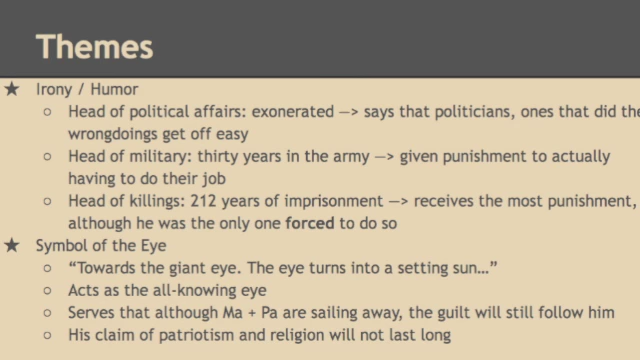 Themes
★ Irony / Humor
○ Head of political affairs: exonerated —> says that politicians, ones that did the
wrongdoings get off easy
○ Head of military: thirty years in the army —> given punishment to actually
having to do their job
○ Head of killings: 212 years of imprisonment —> receives the most punishment,
although he was the only one forced to do so
★ Symbol of the Eye
○ “Towards the giant eye. The eye turns into a setting sun…”
○ Acts as the all-knowing eye
○ Serves that although Ma + Pa are sailing away, the guilt will still follow him
○ His claim of patriotism and religion will not last long